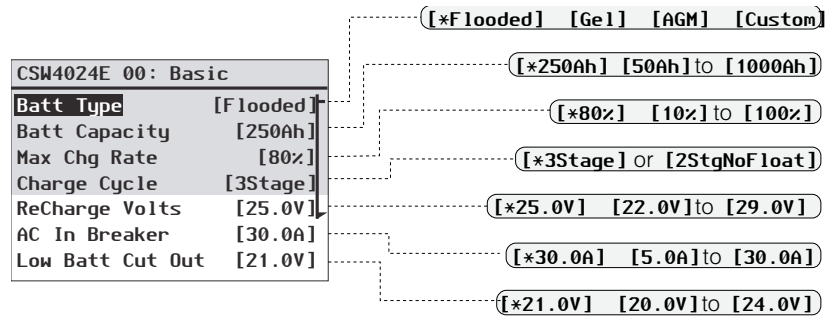 [*Flooded] [Gel] [AGM] [Custom]
CSW4024E 00: Basic
[*250Ah] [50Ah] to [1000Ah]
Batt Type [Flooded]
Batt Capacity [250Ah]
[*80%] [10%] to [100%]
Max Chg Rate [80%]
[*3Stage] or [2StgNoFloat]
Charge Cycle [3Stage]
ReCharge Volts [25.0V]
[*25.0V] [22.0V] to [29.0V]
AC In Breaker [30.0A]
[*30.0A] [5.0A] to [30.0A]
Low Batt Cut Out [21.0V]
[*21.0V] [20.0V] to [24.0V]